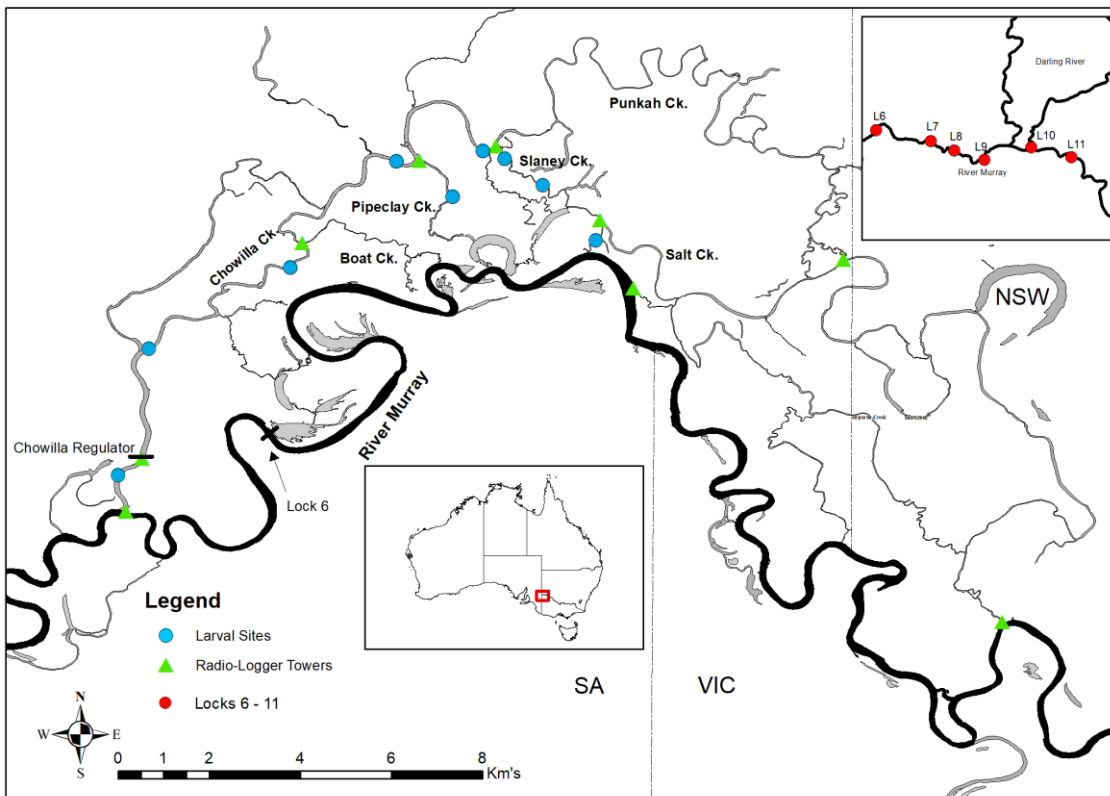 Darling River
L6
L7
L8
L9
L10
L11
River Murray
Punkah Ck.
Slaney Ck.
Pipeclay Ck.
Chowilla Ck.
Boat Ck.
Salt Ck.
NSW
River Murray
Chowilla Regulator
Lock 6
Legend
Larval Sites
Radio-Logger Towers
Locks 6 - 11
SA
VIC
N
W
E
S
0
1
2
4
6
8
Km's